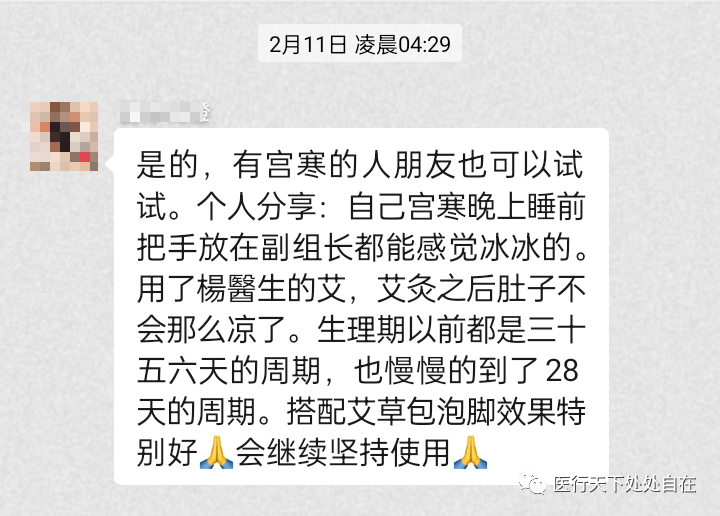 2月11日 凌晨04:29
橙
是的，有宫寒的人朋友也可以试
试。个人分享：自己宫寒晚上睡前
把手放在副组长都能感觉冰冰的。
用了楊醫生的艾，艾灸之后肚子不
会那么凉了。生理期以前都是三十
五六天的周期，也慢慢的到了28
天的周期。搭配艾草包泡脚效果特
别好🙏会继续坚持使用🙏
医行天下处处自在